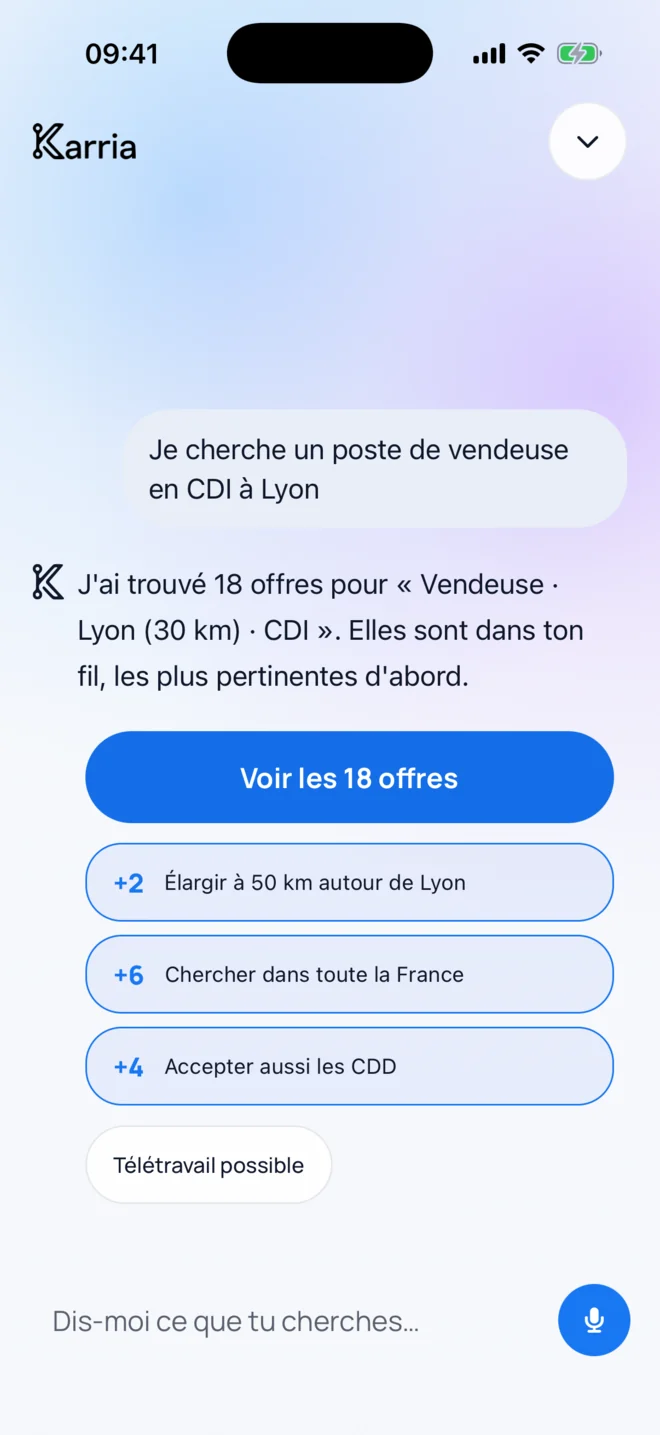 09:41
Karria
Je cherche un poste de vendeuse
en CDI à Lyon
J'ai trouvé 18 offres pour « Vendeuse ·
Lyon (30 km) · CDI ». Elles sont dans ton
fil, les plus pertinentes d'abord.
Voir les 18 offres
+2 Élargir à 50 km autour de Lyon
+6 Chercher dans toute la France
+4 Accepter aussi les CDD
Télétravail possible
Dis-moi ce que tu cherches...